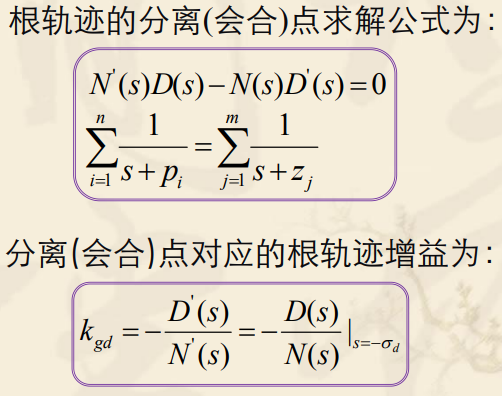 根轨迹的分离(会合)点求解公式为:
N'(s)D(s)-N(s)D'(s)=0
\sum_{i=1}^{n}\frac{1}{s+p_i}=\sum_{j=1}^{m}\frac{1}{s+z_j}
分离(会合)点对应的根轨迹增益为:
k_{gd}=-\frac{D'(s)}{N'(s)}=-\frac{D(s)}{N(s)}|_{s=-\sigma_d}